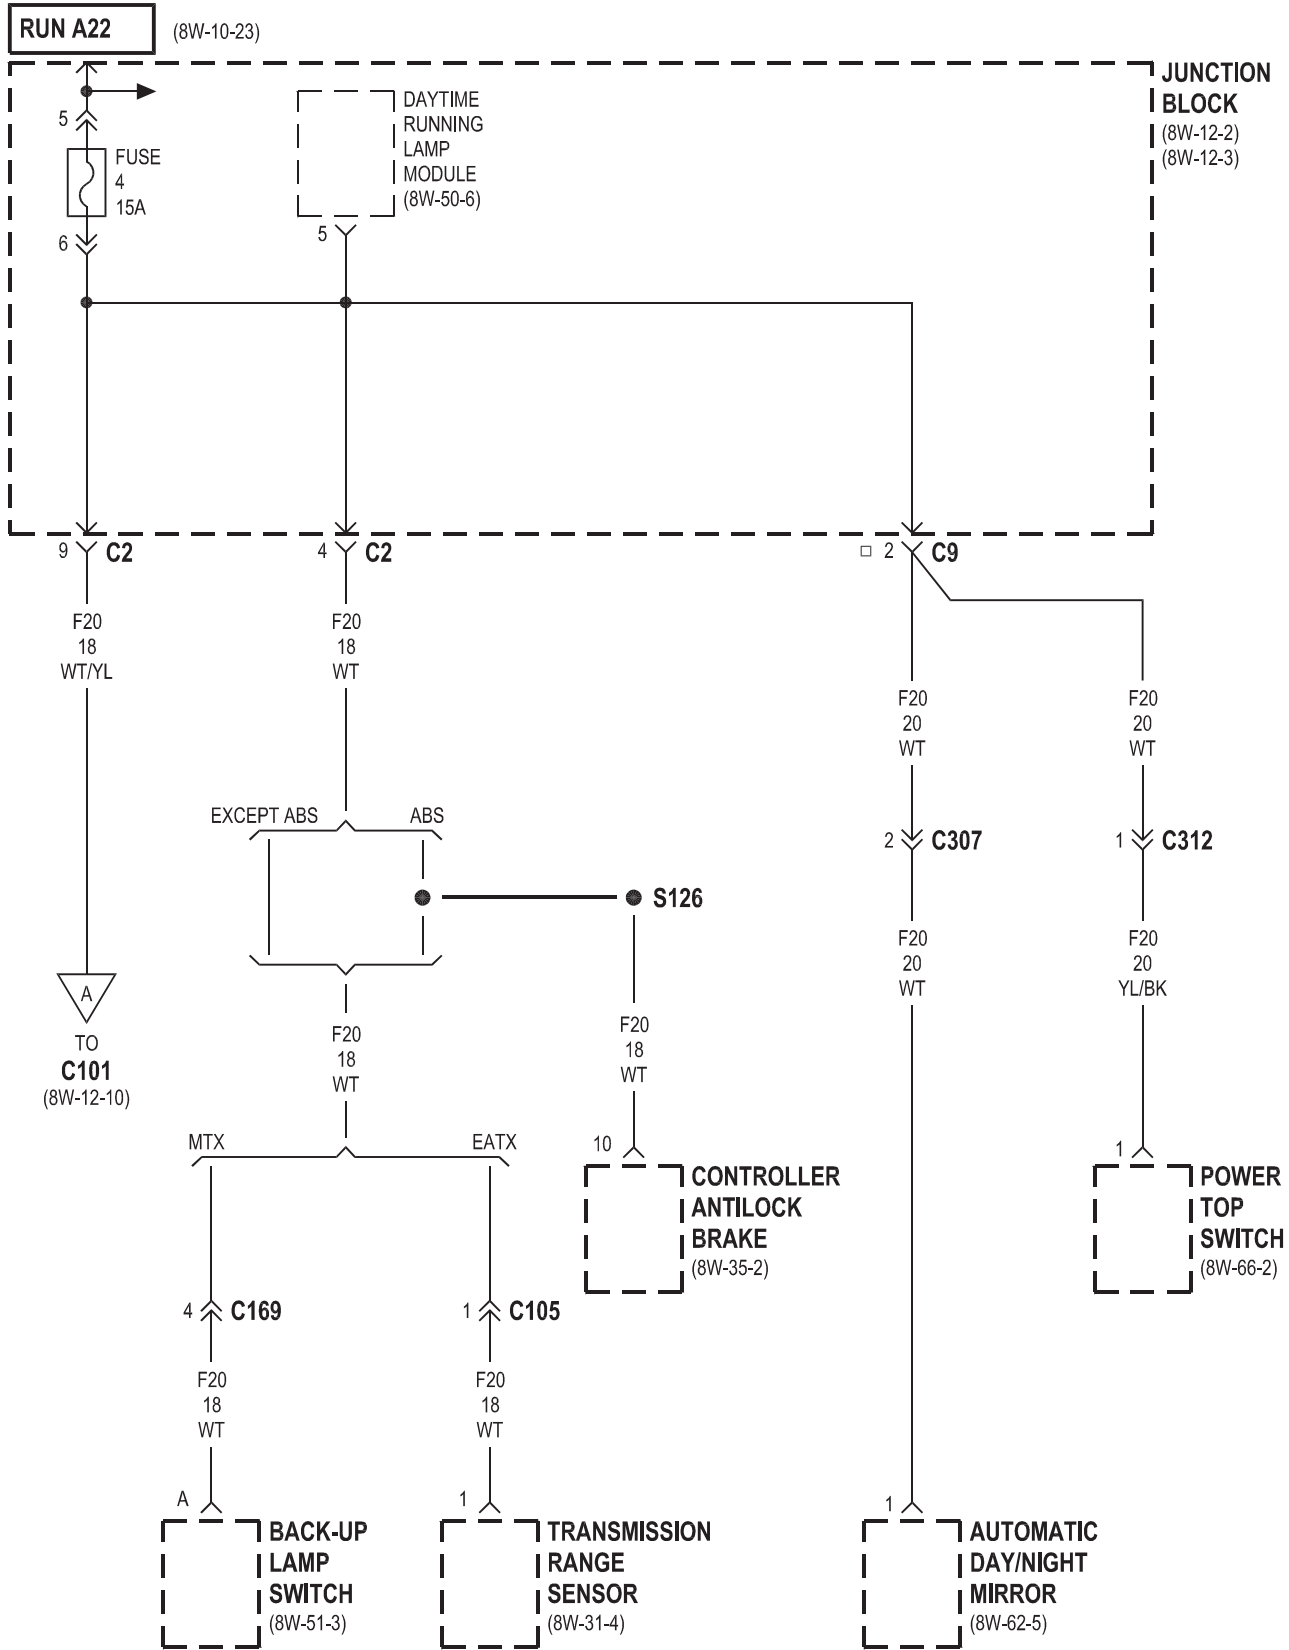 RUN A22
(8W-10-23)
JUNCTION
BLOCK
(8W-12-2)
(8W-12-3)
5
FUSE
4
15A
6
DAYTIME
RUNNING
LAMP
MODULE
(8W-50-6)
5
9 C2
4 C2
2 C9
F20
18
WT/YL
F20
18
WT
F20
20
WT
F20
20
WT
EXCEPT ABS
ABS
2 C307
1 C312
S126
F20
20
WT
F20
20
YL/BK
A
TO
C101
(8W-12-10)
F20
18
WT
F20
18
WT
MTX
EATX
10
CONTROLLER
ANTILOCK
BRAKE
(8W-35-2)
1
POWER
TOP
SWITCH
(8W-66-2)
4 C169
1 C105
F20
18
WT
F20
18
WT
A
BACK-UP
LAMP
SWITCH
(8W-51-3)
1
TRANSMISSION
RANGE
SENSOR
(8W-31-4)
1
AUTOMATIC
DAY/NIGHT
MIRROR
(8W-62-5)